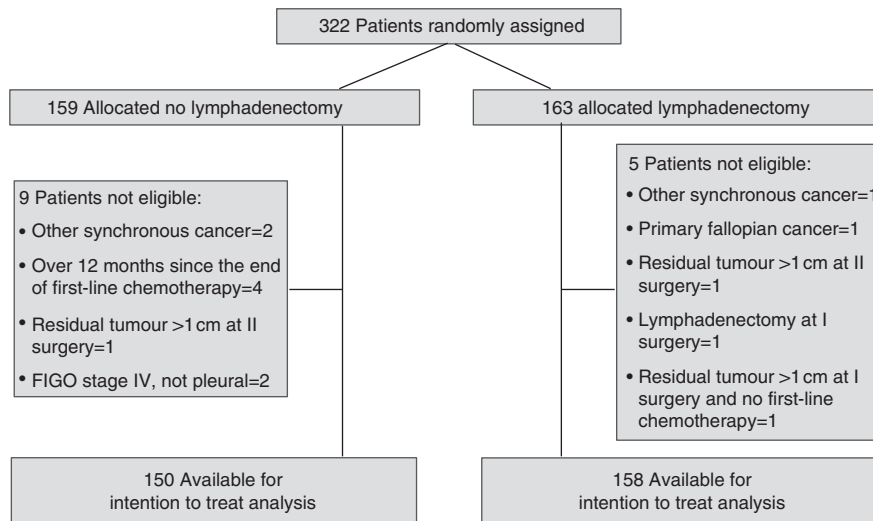 322 Patients randomly assigned
159 Allocated no lymphadenectomy
163 allocated lymphadenectomy
9 Patients not eligible:
• Other synchronous cancer=2
• Over 12 months since the end
of first-line chemotherapy=4
• Residual tumour >1 cm at II
surgery=1
• FIGO stage IV, not pleural=2
5 Patients not eligible:
• Other synchronous cancer=1
• Primary fallopian cancer=1
• Residual tumour >1 cm at II
surgery=1
• Lymphadenectomy at I
surgery=1
• Residual tumour >1 cm at I
surgery and no first-line
chemotherapy=1
150 Available for
intention to treat analysis
158 Available for
intention to treat analysis